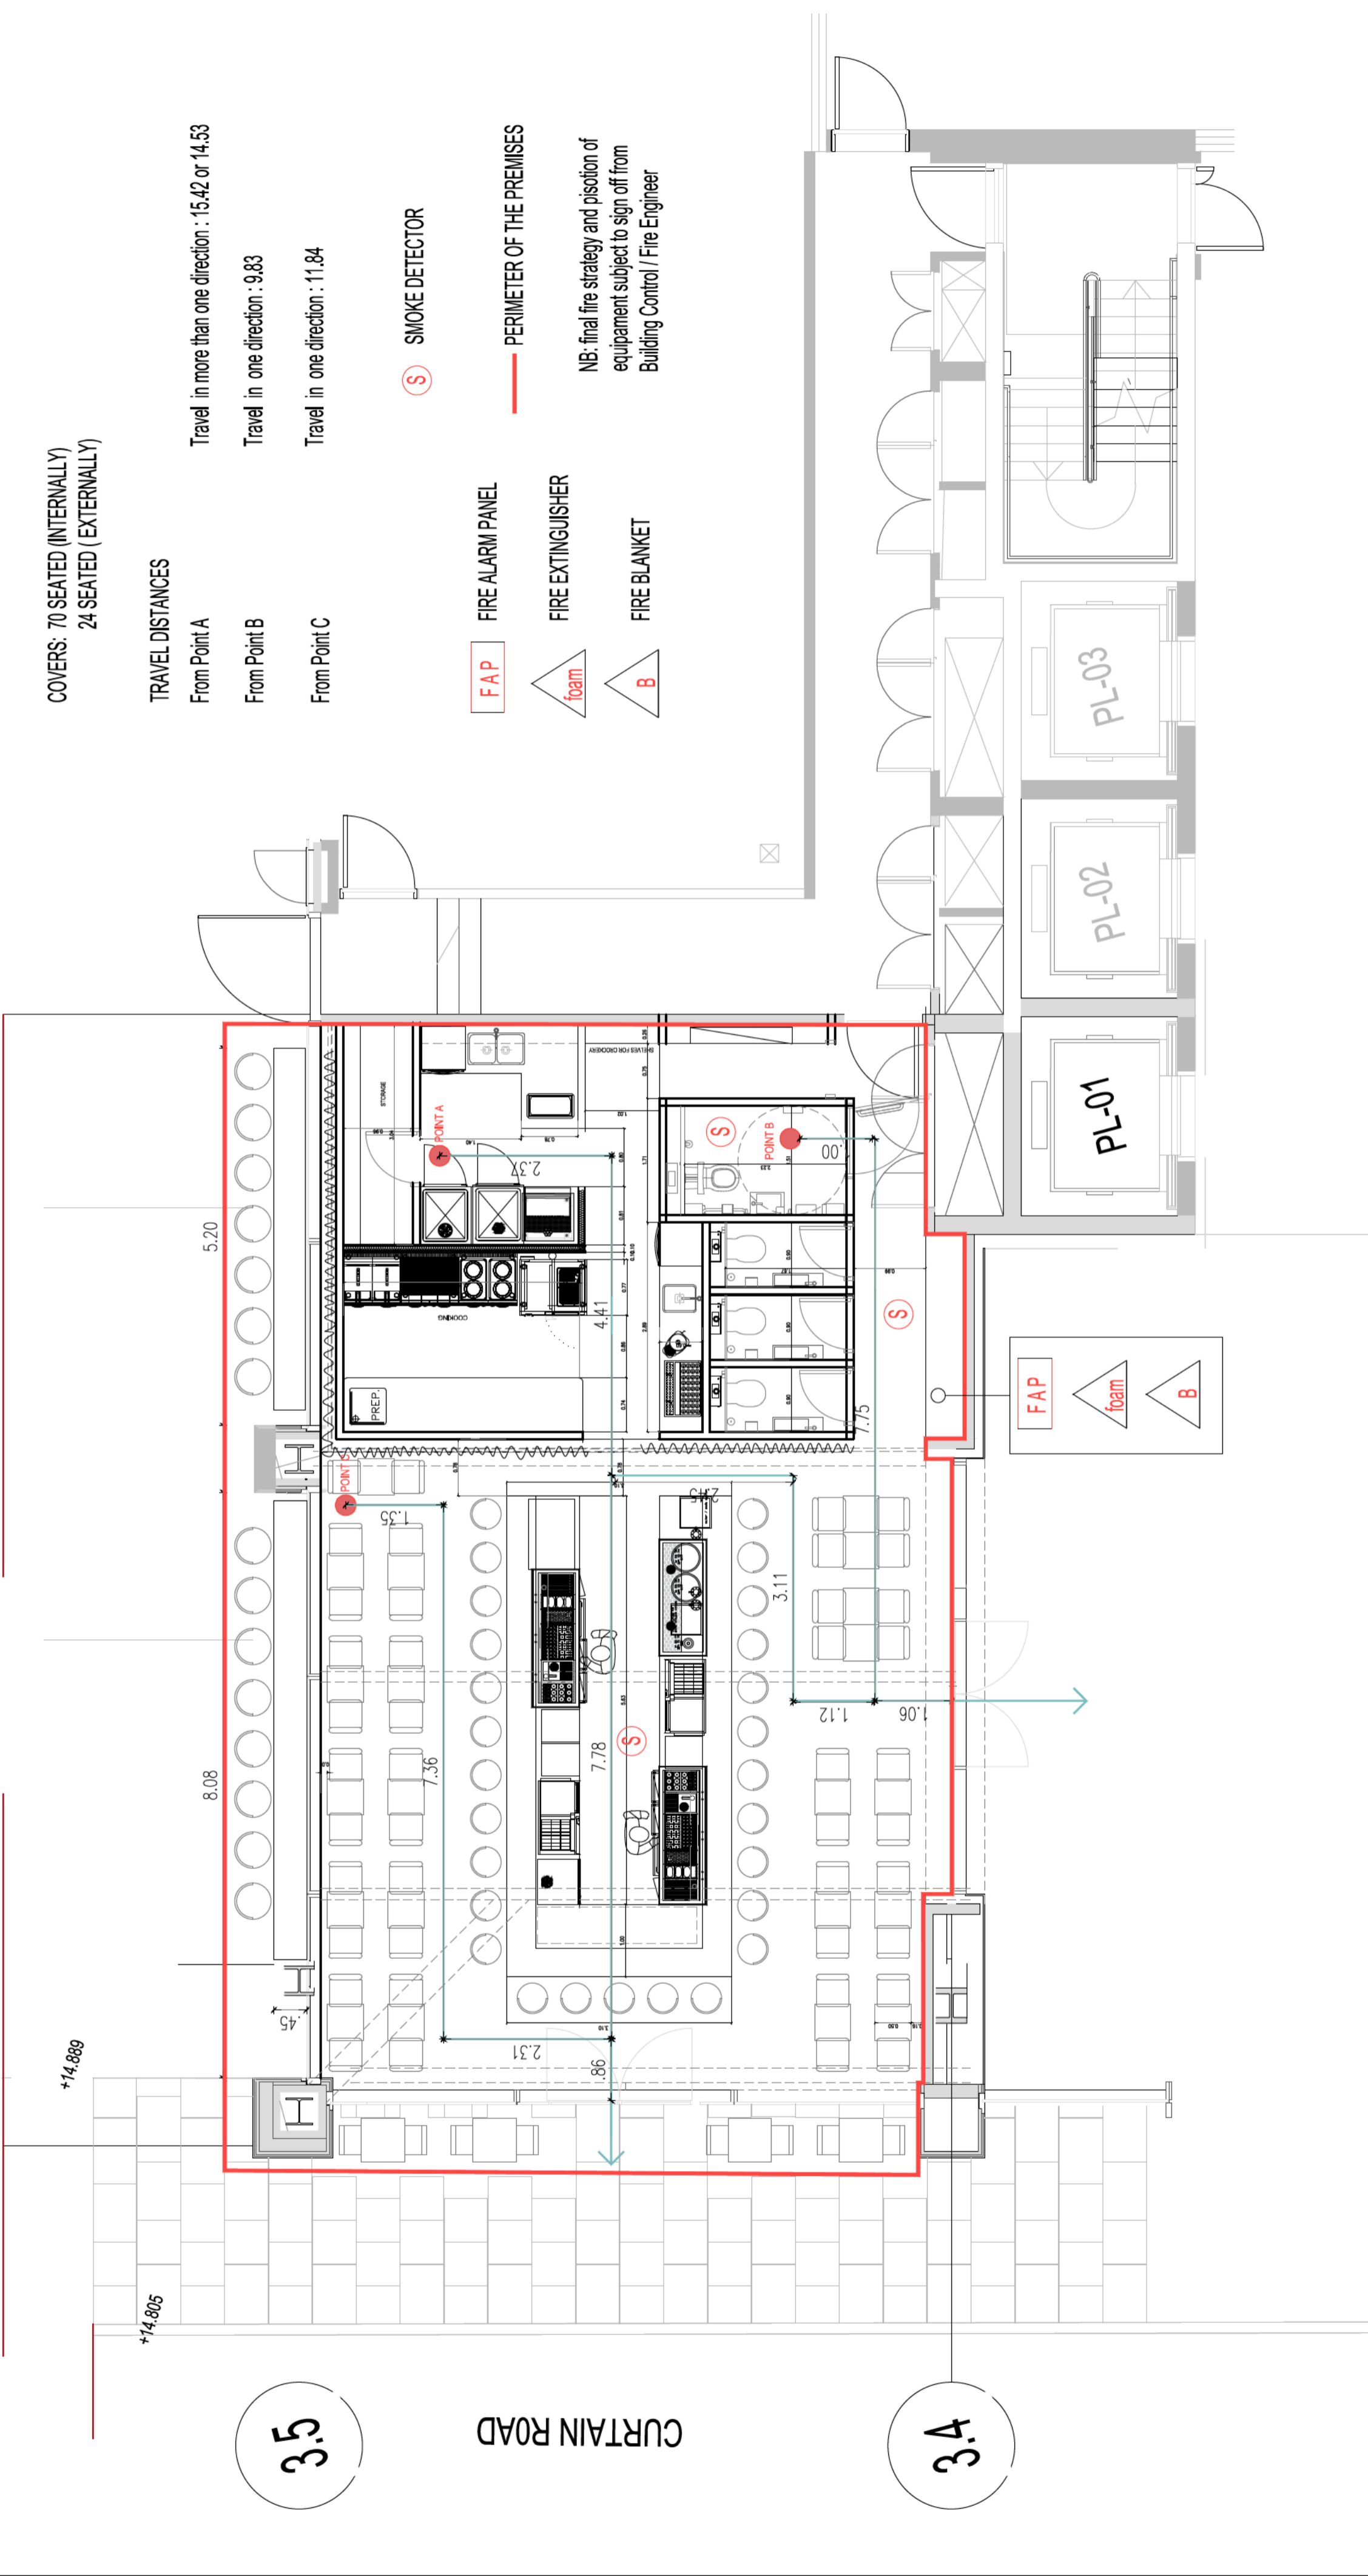 COVERS: 70 SEATED (INTERNALLY)
24 SEATED ( EXTERNALLY)
TRAVEL DISTANCES
From Point A
Travel in more than one direction : 15.42 or 14.53
From Point B
Travel in one direction : 9.83
From Point C
Travel in one direction : 11.84
FAP
FIRE ALARM PANEL
S
SMOKE DETECTOR
foam
FIRE EXTINGUISHER
PERIMETER OF THE PREMISES
B
FIRE BLANKET
NB: final fire strategy and pisotion of
equipament subject to sign off from
Building Control / Fire Engineer
+14.889
+14.805
8.08
5.20
.45
STORAGE
POINT A
2.37
COOKING
PREP.
4.41
SHELVES FOR CROCKERY
POINT C
1.35
7.36
2.31
.86
7.78
S
2.45
3.11
1.12
1.06
7.75
S
POINT B
.00
S
FAP
foam
B
PL-01
PL-02
PL-03
3.5
CURTAIN ROAD
3.4